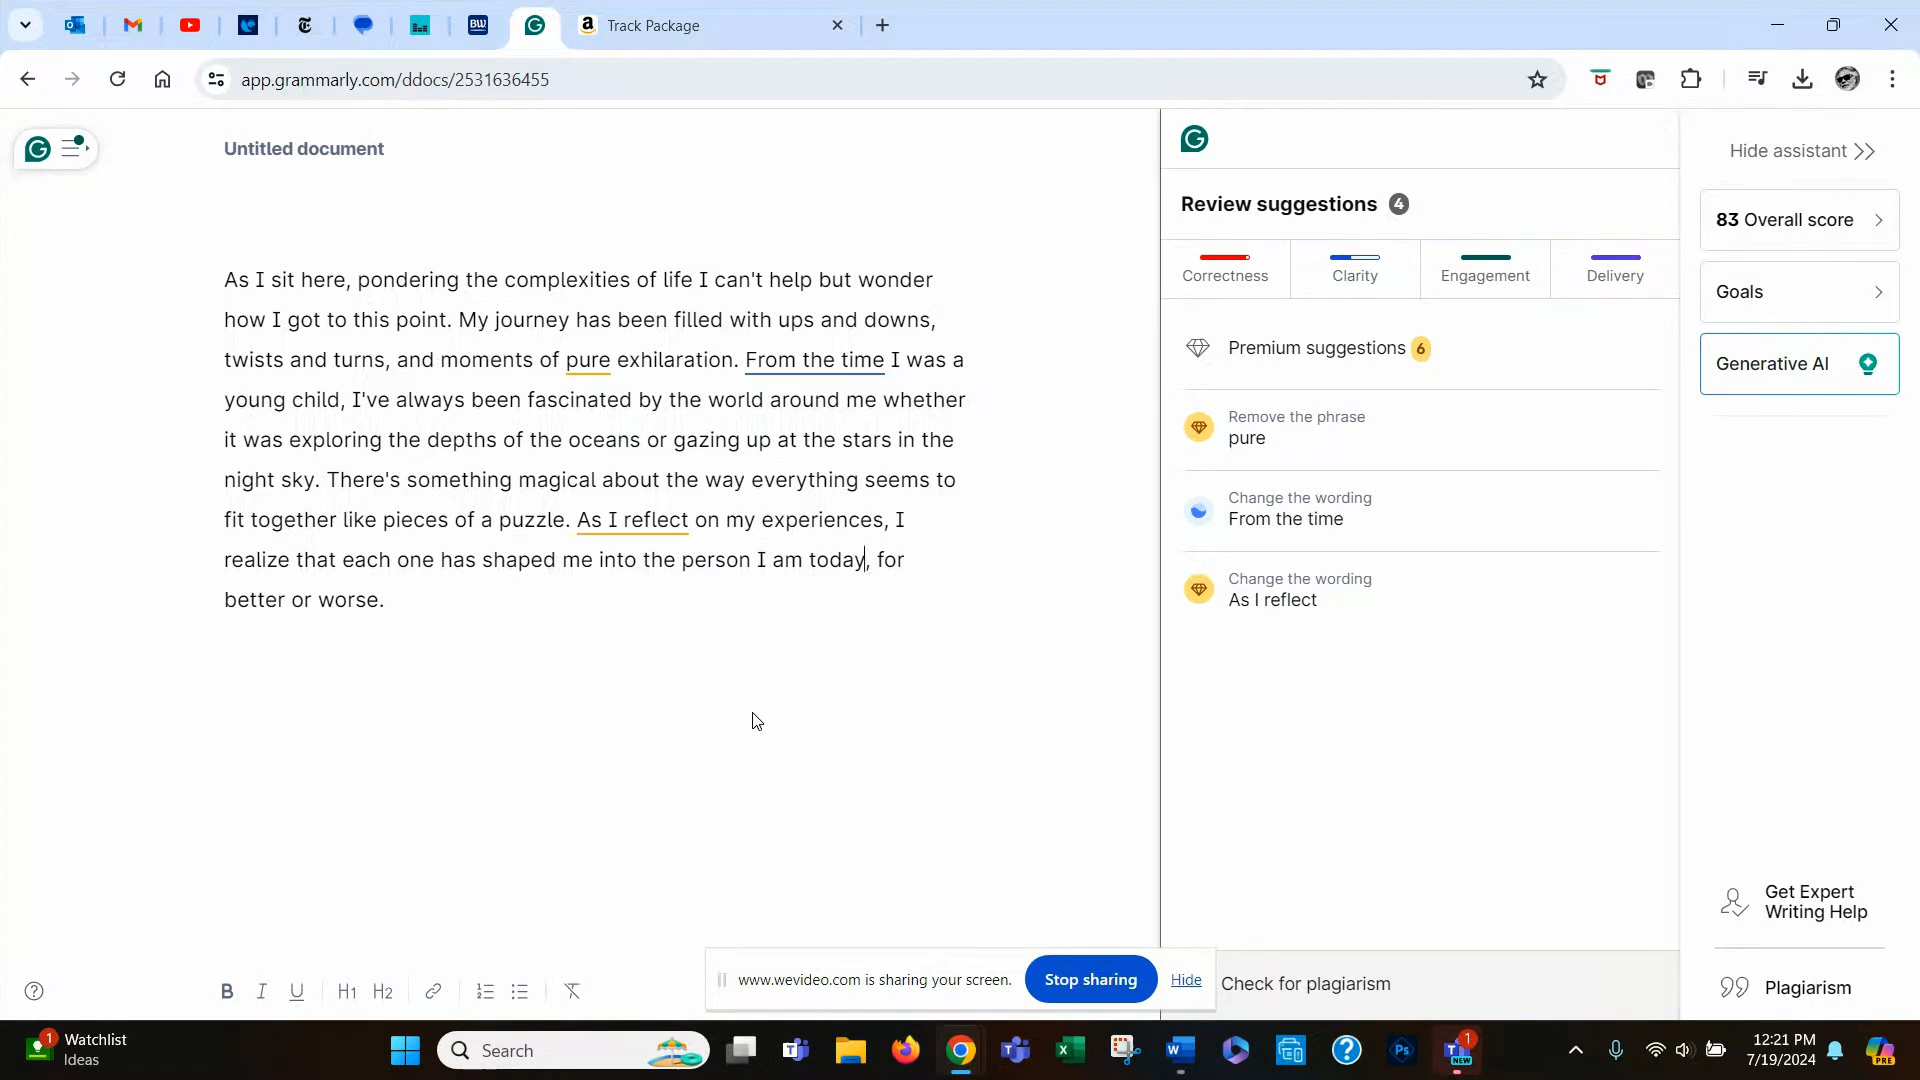 Track Package
app.grammarly.com/ddocs/2531636455
Untitled document
As I sit here, pondering the complexities of life I can't help but wonder
how I got to this point. My journey has been filled with ups and downs,
twists and turns, and moments of pure exhilaration. From the time I was a
young child, I've always been fascinated by the world around me whether
it was exploring the depths of the oceans or gazing up at the stars in the
night sky. There's something magical about the way everything seems to
fit together like pieces of a puzzle. As I reflect on my experiences, I
realize that each one has shaped me into the person I am today, for
better or worse.
Review suggestions 4
Correctness
Clarity
Engagement
Delivery
Premium suggestions 6
Remove the phrase
pure
Change the wording
From the time
Change the wording
As I reflect
Hide assistant
83 Overall score
Goals
Generative AI
Get Expert
Writing Help
Plagiarism
B I U H1 H2
www.wevideo.com is sharing your screen.
Stop sharing
Hide
Check for plagiarism
1
Watchlist
Ideas
Search
1
NEW
12:21 PM
7/19/2024
PRE